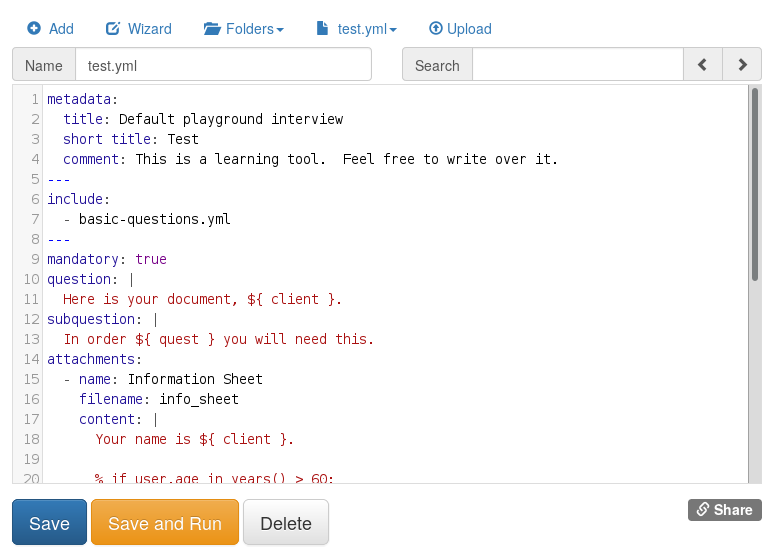 Add Wizard Folders test.yml Upload
Name test.yml Search
1 metadata:
2   title: Default playground interview
3   short title: Test
4   comment: This is a learning tool.  Feel free to write over it.
5 ---
6 include:
7   - basic-questions.yml
8 ---
9 mandatory: true
10 question: |
11   Here is your document, ${ client }.
12 subquestion: |
13   In order ${ quest } you will need this.
14 attachments:
15   - name: Information Sheet
16     filename: info_sheet
17     content: |
18       Your name is ${ client }.
19
20       % if user.age_in_years() > 60:
Save Save and Run Delete Share